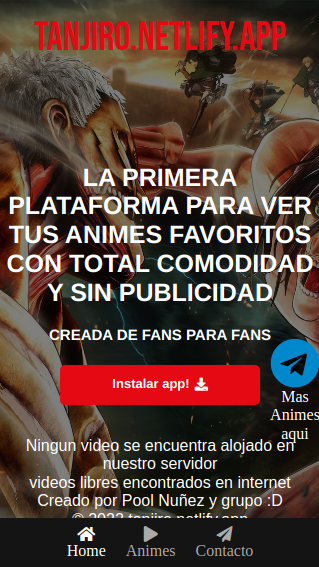 TANJIRO.NETLIFY.APP
LA PRIMERA
PLATAFORMA PARA VER
TUS ANIMES FAVORITOS
CON TOTAL COMODIDAD
Y SIN PUBLICIDAD
CREADA DE FANS PARA FANS
Instalar app!
Mas
Animes
aqui
Ningun video se encuentra alojado en
nuestro servidor
videos libres encontrados en internet
Creado por Pool Nuñez y grupo :D
© 2022 tanjiro.netlify.app
Home
Animes
Contacto